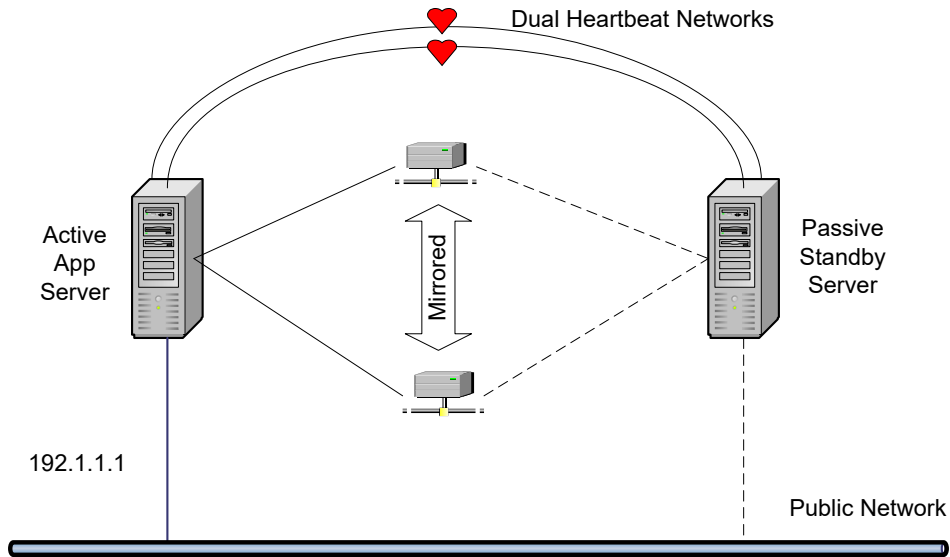 Dual Heartbeat Networks
Active
App
Server
Mirrored
Passive
Standby
Server
192.1.1.1
Public Network